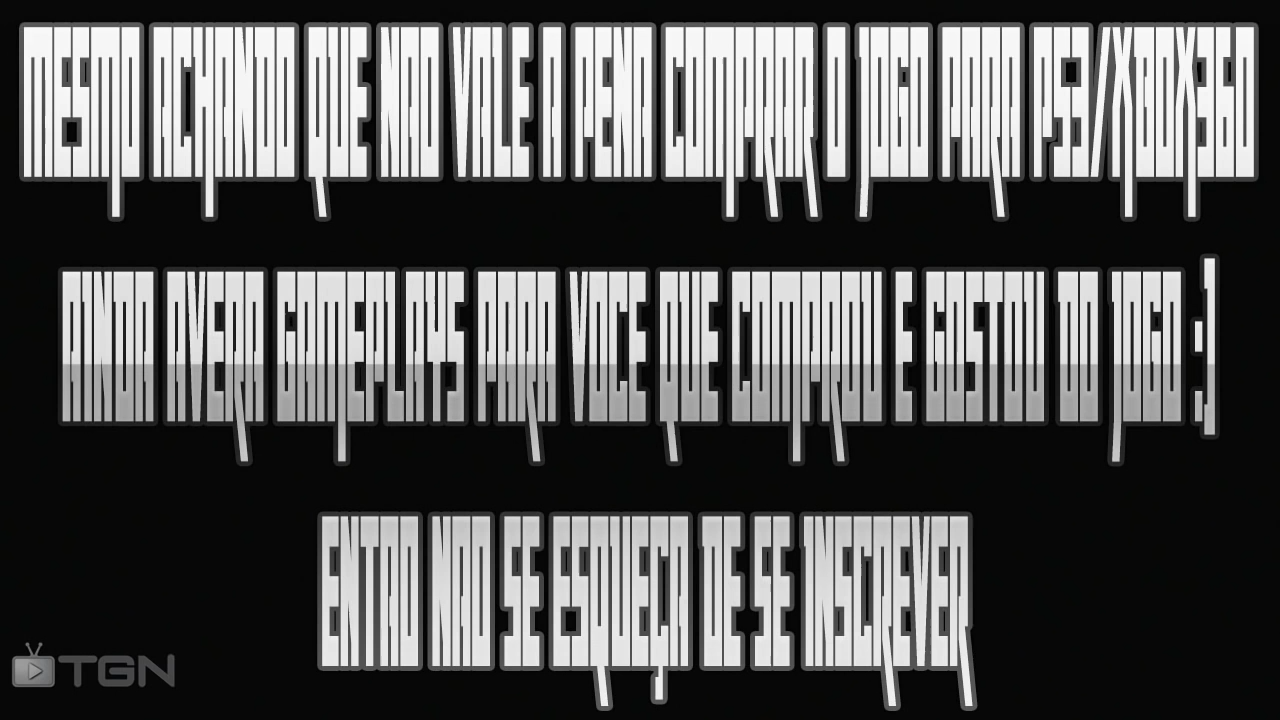 MESMO ACHANDO QUE NAO VALE A PENA COMPRAR O JOGO PARA PS3/XBOX360
AINDA AVERA GAMEPLAYS PARA VOCE QUE COMPROU E GOSTOU DO JOGO :]
ENTAO NAO SE ESQUEÇA DE SE INSCREVER
TGN